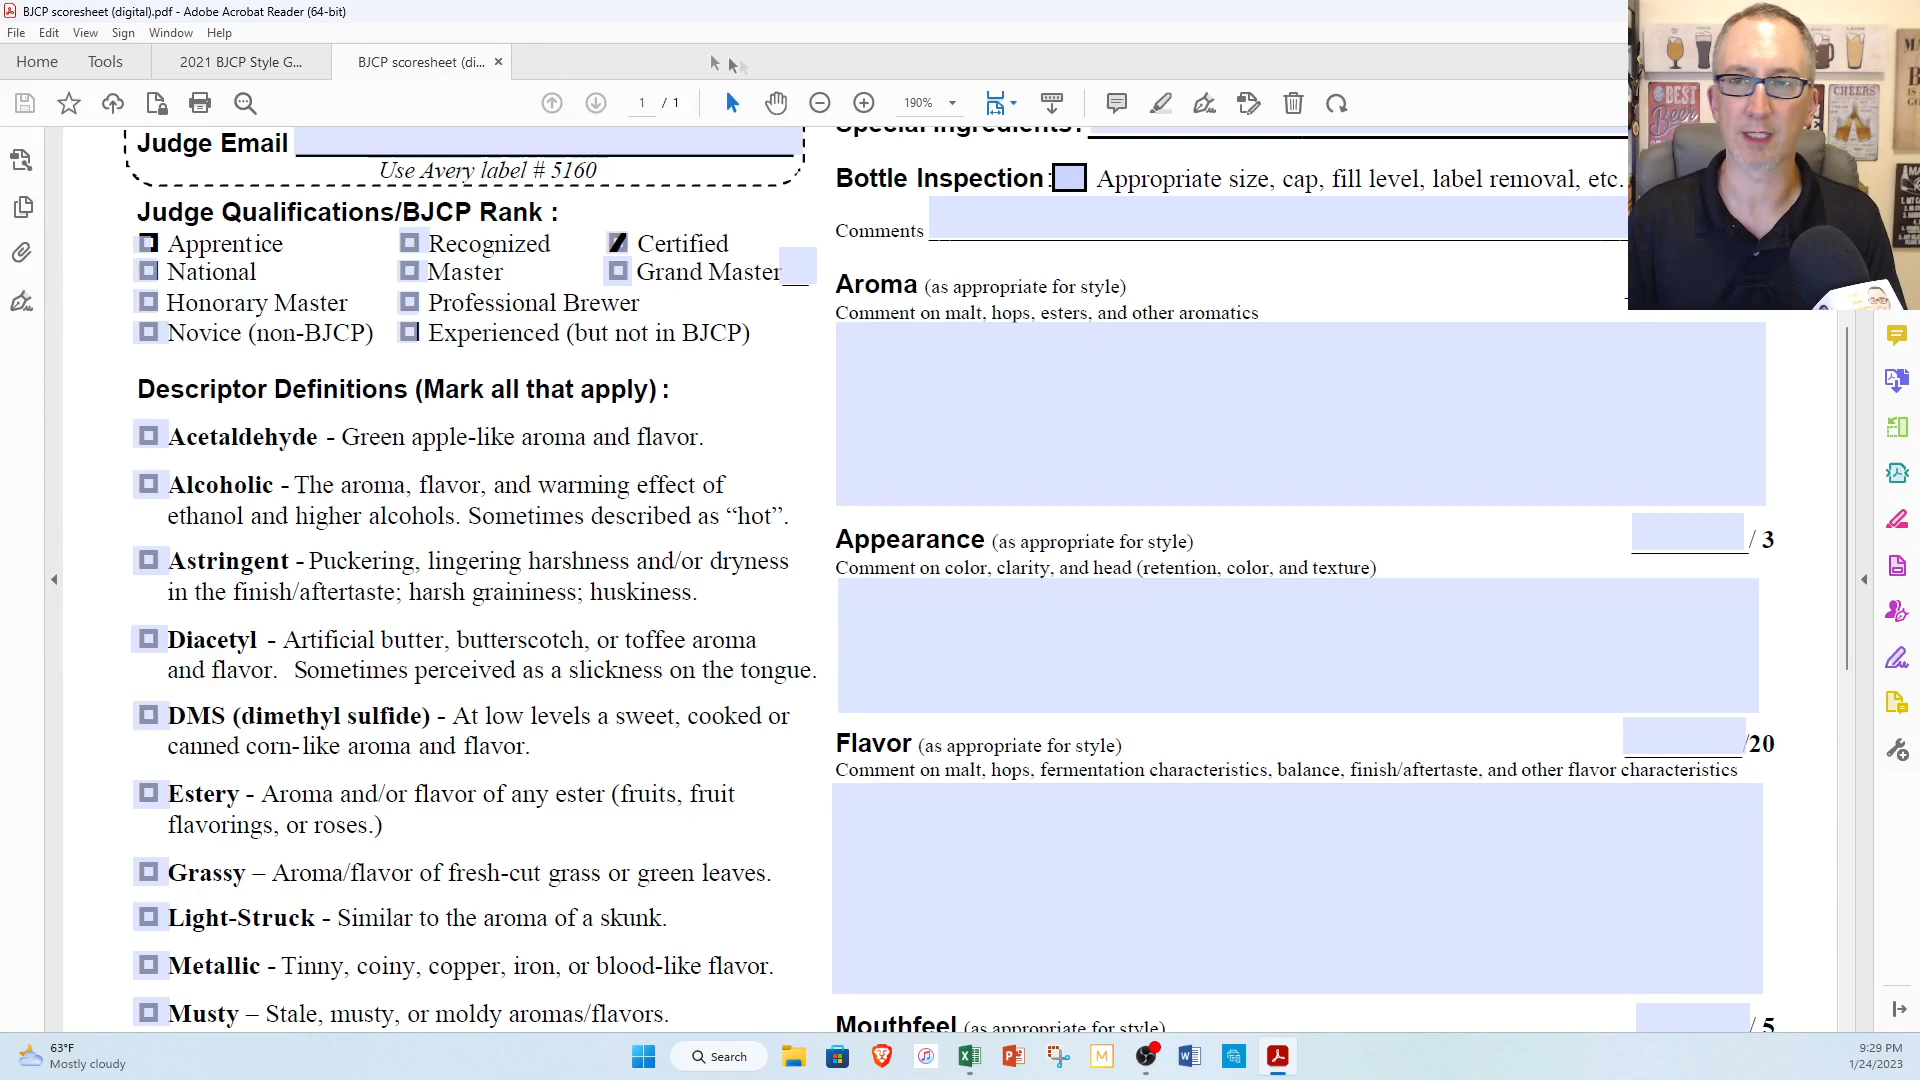 BJCP scoresheet (digital).pdf - Adobe Acrobat Reader (64-bit)
File Edit View Sign Window Help
Home Tools 2021 BJCP Style G... BJCP scoresheet (di... ×
1 / 1 190%
Judge Email
Use Avery label # 5160
Judge Qualifications/BJCP Rank :
Apprentice Recognized Certified
National Master Grand Master
Honorary Master Professional Brewer
Novice (non-BJCP) Experienced (but not in BJCP)
Descriptor Definitions (Mark all that apply) :
Acetaldehyde - Green apple-like aroma and flavor.
Alcoholic - The aroma, flavor, and warming effect of
ethanol and higher alcohols. Sometimes described as “hot”.
Astringent - Puckering, lingering harshness and/or dryness
in the finish/aftertaste; harsh graininess; huskiness.
Diacetyl - Artificial butter, butterscotch, or toffee aroma
and flavor. Sometimes perceived as a slickness on the tongue.
DMS (dimethyl sulfide) - At low levels a sweet, cooked or
canned corn-like aroma and flavor.
Estery - Aroma and/or flavor of any ester (fruits, fruit
flavorings, or roses.)
Grassy – Aroma/flavor of fresh-cut grass or green leaves.
Light-Struck - Similar to the aroma of a skunk.
Metallic - Tinny, coiny, copper, iron, or blood-like flavor.
Musty – Stale, musty, or moldy aromas/flavors.
Special Ingredients:
Bottle Inspection: Appropriate size, cap, fill level, label removal, etc.
Comments
Aroma (as appropriate for style)
Comment on malt, hops, esters, and other aromatics
Appearance (as appropriate for style) / 3
Comment on color, clarity, and head (retention, color, and texture)
Flavor (as appropriate for style) /20
Comment on malt, hops, fermentation characteristics, balance, finish/aftertaste, and other flavor characteristics
Mouthfeel (as appropriate for style) / 5
BEST
Beer
CHEERS
63°F
Mostly cloudy
Search
9:29 PM
1/24/2023